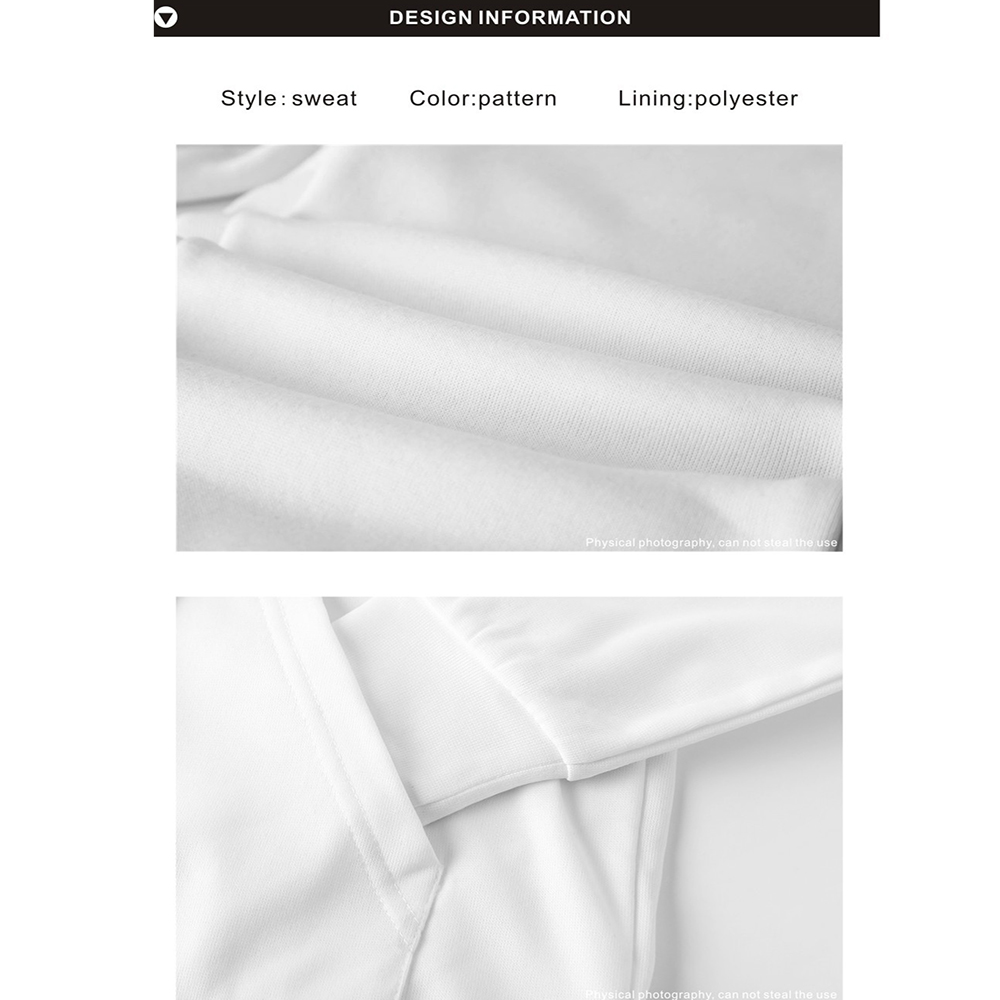 DESIGN INFORMATION
Style:sweat Color:pattern Lining:polyester
Physical photography, can not steal the use
Physical photography, can not steal the use